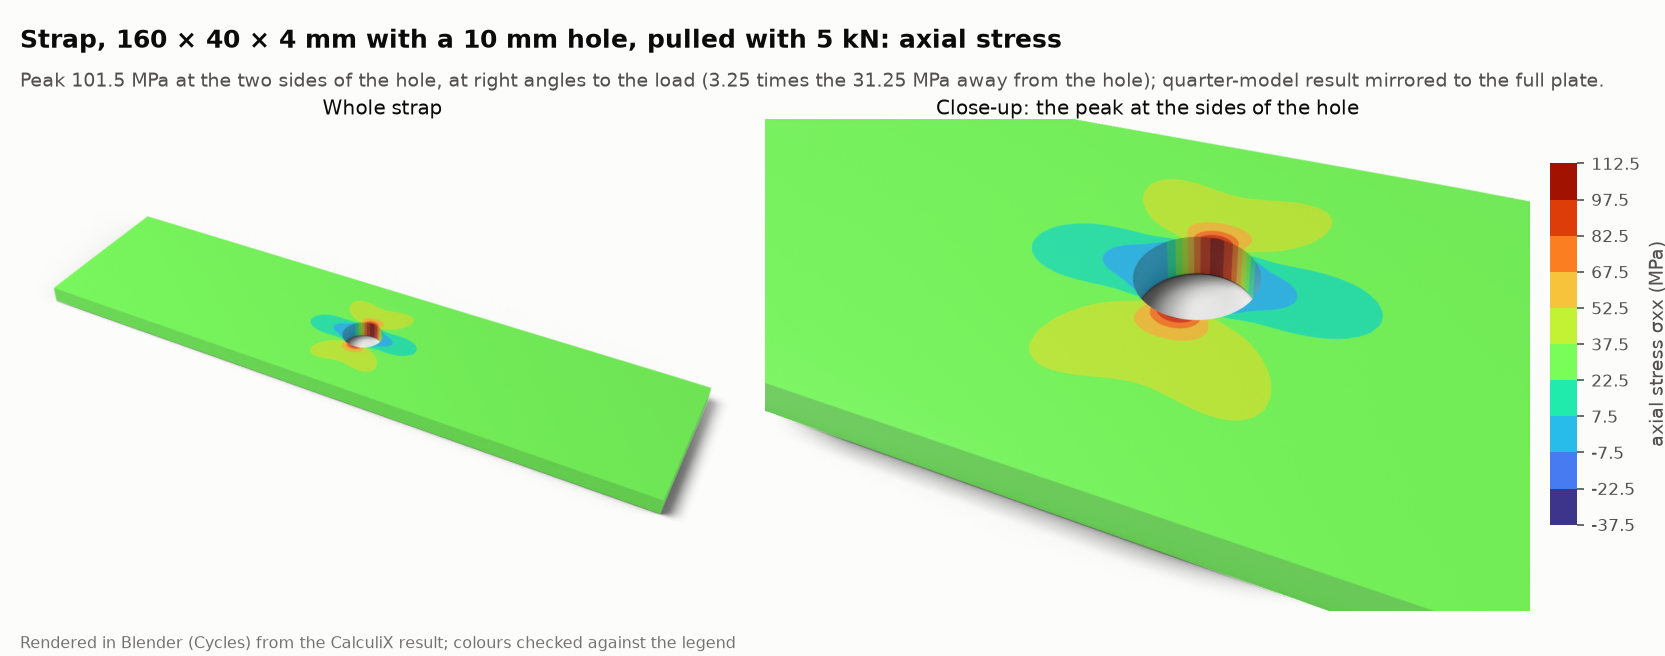 Strap, 160 × 40 × 4 mm with a 10 mm hole, pulled with 5 kN: axial stress
Peak 101.5 MPa at the two sides of the hole, at right angles to the load (3.25 times the 31.25 MPa away from the hole); quarter-model result mirrored to the full plate.
Whole strap
Close-up: the peak at the sides of the hole
112.5
97.5
82.5
67.5
52.5
37.5
22.5
7.5
-7.5
-22.5
-37.5
axial stress σxx (MPa)
Rendered in Blender (Cycles) from the CalculiX result; colours checked against the legend